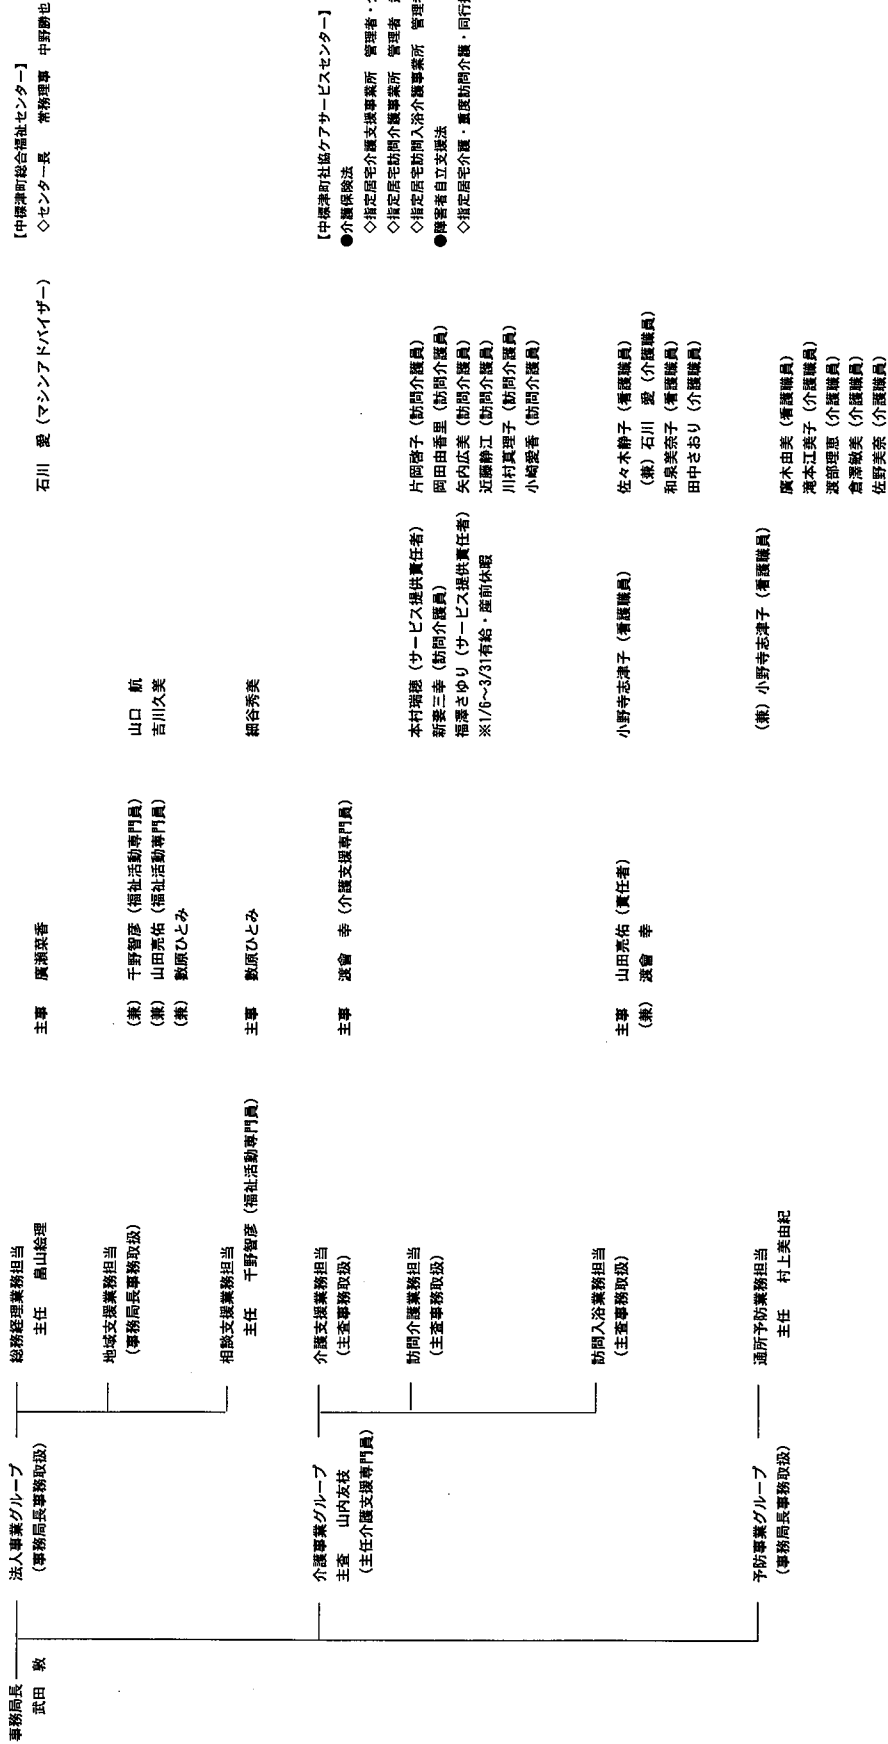 事務局長
武田　敦
法人事業グループ
(事務局長事務取扱)
総務経理業務担当
主任　畠山絵理
主事　廣瀬菜香
石川　愛（マシンアドバイザー）
地域支援業務担当
(事務局長事務取扱)
(兼)　千野智彦（福祉活動専門員）
(兼)　山田亮佑（福祉活動専門員）
(兼)　數原ひとみ
山口　航
吉川久美
相談支援業務担当
主任　千野智彦（福祉活動専門員）
主事　數原ひとみ
細谷秀美
介護事業グループ
主査　山内友枝
(主任介護支援専門員)
介護支援業務担当
(主査事務取扱)
主事　渡會　幸（介護支援専門員）
訪問介護業務担当
(主査事務取扱)
本村瑞穂（サービス提供責任者）
新妻三幸（訪問介護員）
福澤さゆり（サービス提供責任者）
※1/6～3/31有給・産前休暇
片岡啓子（訪問介護員）
岡田由香里（訪問介護員）
矢内広美（訪問介護員）
近藤静江（訪問介護員）
川村真理子（訪問介護員）
小崎愛香（訪問介護員）
訪問入浴業務担当
(主査事務取扱)
主事　山田亮佑（責任者）
(兼)　渡會　幸
小野寺志津子（看護職員）
佐々木静子（看護職員）
(兼)石川　愛（介護職員）
和泉美奈子（看護職員）
田中さおり（介護職員）
予防事業グループ
(事務局長事務取扱)
通所予防業務担当
主任　村上美由紀
(兼)小野寺志津子（看護職員）
廣木由美（看護職員）
滝本江美子（介護職員）
渡部理恵（介護職員）
倉澤敏美（介護職員）
佐野美奈（介護職員）
【中標津町総合福祉センター】
◇センター長　常務理事　中野勝也
【中標津町社協ケアサービスセンター】
●介護保険法
◇指定居宅介護支援事業所　管理者・
◇指定居宅訪問介護事業所　管理者
◇指定居宅訪問入浴介護事業所　管理者
●障害者自立支援法
◇指定居宅介護・重度訪問介護・同行